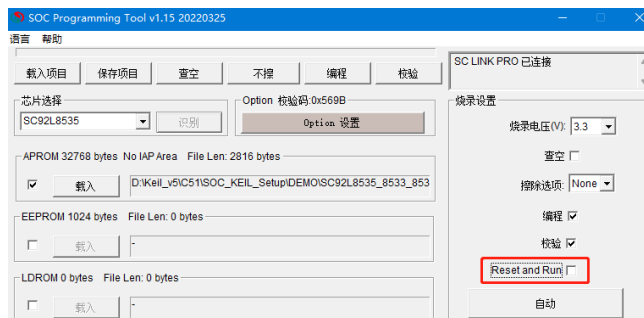 SOC Programming Tool v1.15 20220325
语言 帮助
载入项目 保存项目 查空 不擦 编程 校验
SC LINK PRO 已连接
芯片选择
Option 校验码:0x569B
烧录设置
SC92L8535 识别 Option 设置
烧录电压(V): 3.3
查空
APROM 32768 bytes No IAP Area File Len: 2816 bytes
载入 D:\Keil_v5\C51\SOC_KEIL_Setup\DEMO\SC92L8535_8533_853
擦除选项: None
编程
EEPROM 1024 bytes File Len: 0 bytes
载入 -
校验
Reset and Run
LDROM 0 bytes File Len: 0 bytes
载入 -
自动